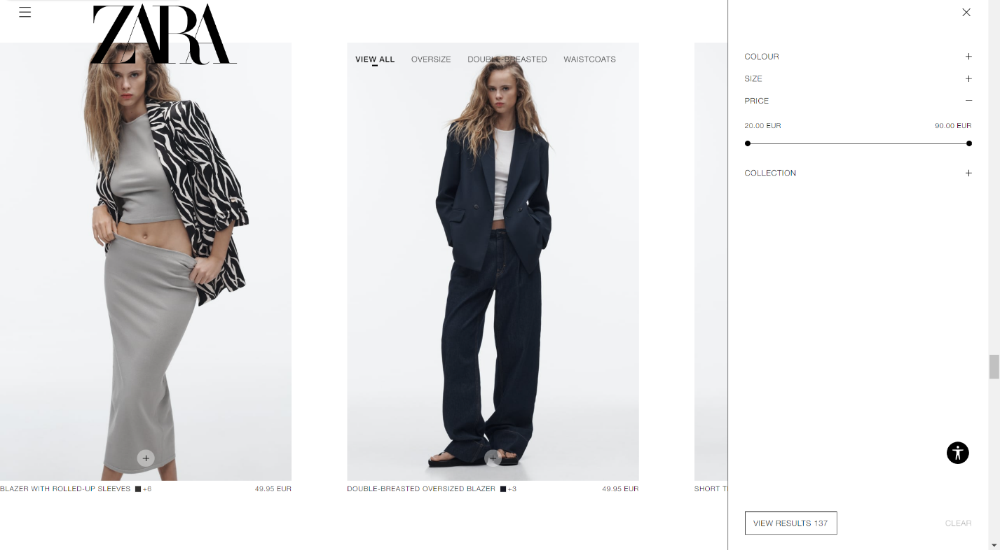 ZARA
VIEW ALL OVERSIZE DOUBLE-BREASTED WAISTCOATS
BLAZER WITH ROLLED-UP SLEEVES +6 49.95 EUR
DOUBLE-BREASTED OVERSIZED BLAZER +3 49.95 EUR
SHORT
COLOUR
SIZE
PRICE
20.00 EUR 90.00 EUR
COLLECTION
VIEW RESULTS 137 CLEAR